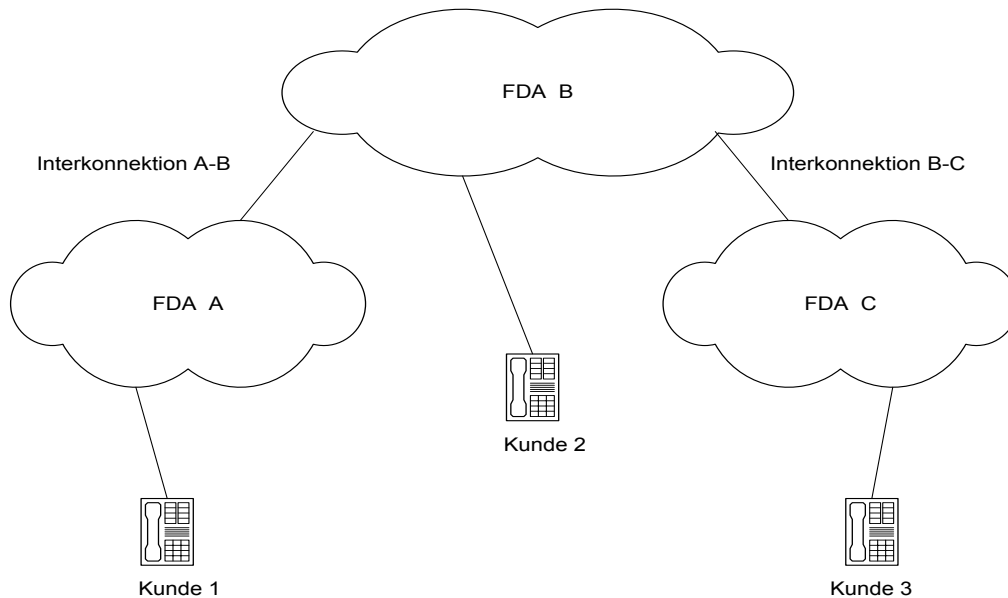 FDA B
Interkonnektion A-B
Interkonnektion B-C
FDA A
FDA C
Kunde 2
Kunde 1
Kunde 3